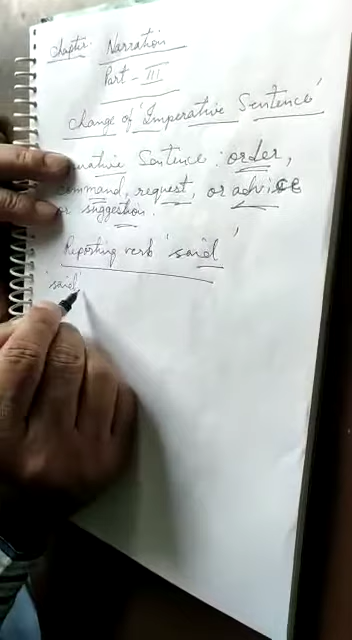 Chapter: Narration
Part - III
Change of 'Imperative Sentence'
Sentence: order,
command, request, or advice
or suggestion.
Reporting verb 'said'
'said'